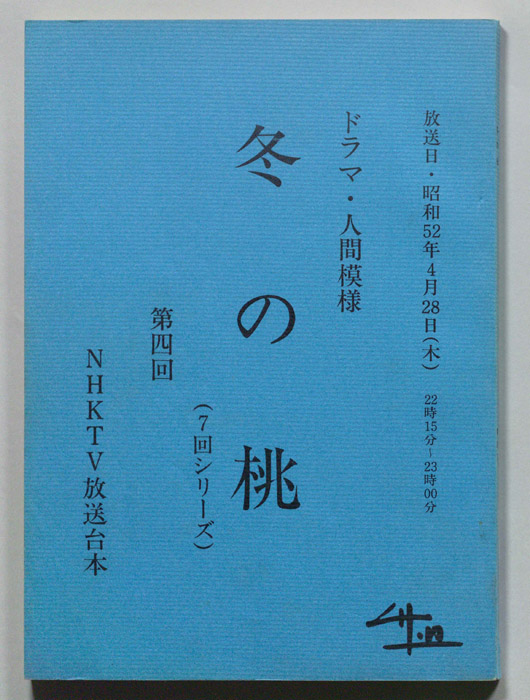 放送日・昭和52年4月28日(木) 22時15分～23時00分
ドラマ・人間模様
冬の桃
(7回シリーズ)
第四回
NHKTV放送台本